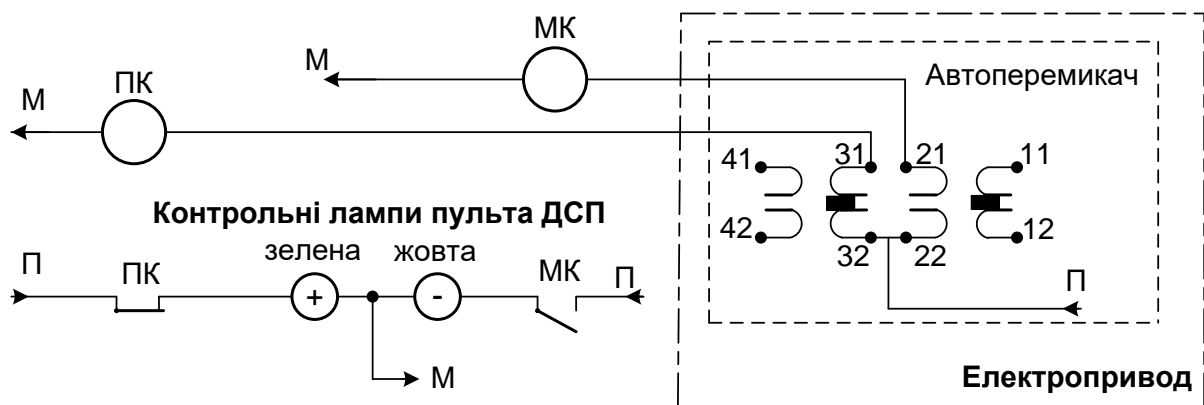 МК
М
ПК
М
Автоперемикач
41 31 21 11
42 32 22 12
Контрольні лампи пульта ДСП
зелена жовта
П ПК + - МК П
П
М
Електропривод